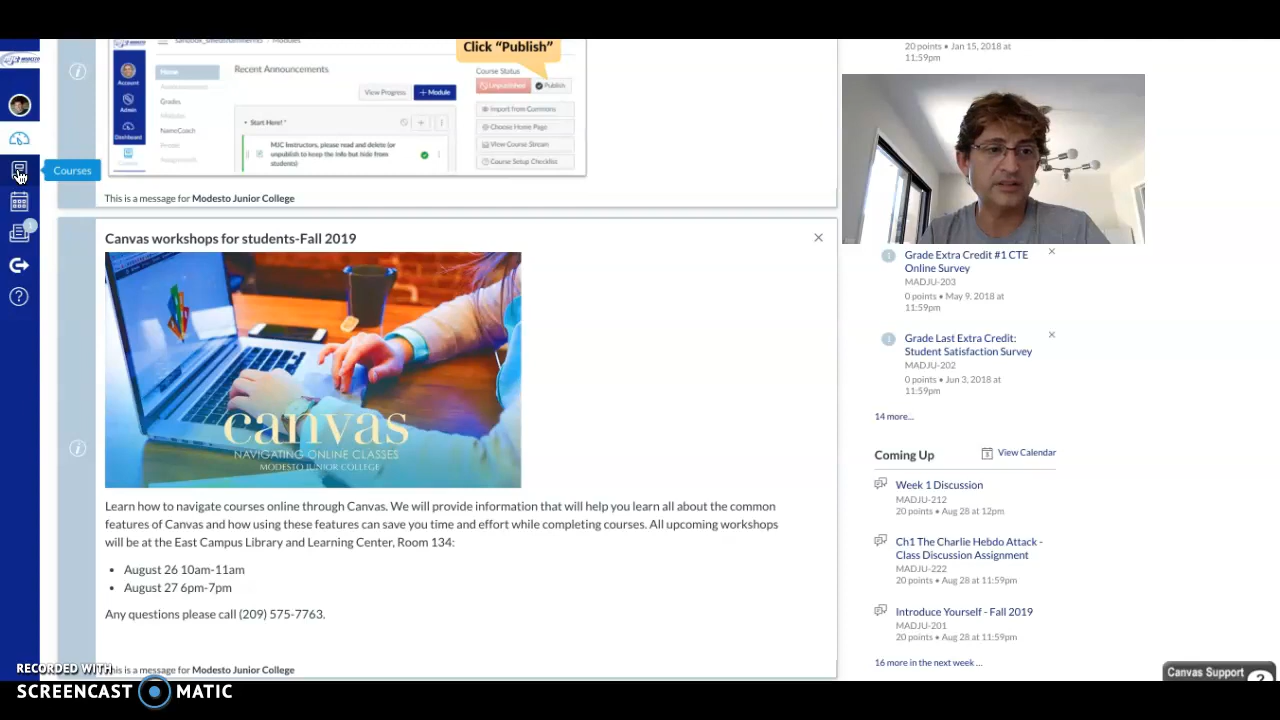 Click "Publish"
Modules
Recent Announcements
Course Status
Unpublished
Publish
View Progress
+ Module
Import from Commons
Choose Home Page
View Course Stream
Course Setup Checklist
Home
Announcements
Grades
NameCoach
Account
Admin
Dashboard
Start Here!*
MJC Instructors, please read and delete (or
unpublish to keep the info but hide from
students)
This is a message for Modesto Junior College
Courses
1
Canvas workshops for students-Fall 2019
canvas
NAVIGATING ONLINE CLASSES
MODESTO JUNIOR COLLEGE
Learn how to navigate courses online through Canvas. We will provide information that will help you learn all about the common
features of Canvas and how using these features can save you time and effort while completing courses. All upcoming workshops
will be at the East Campus Library and Learning Center, Room 134:
• August 26 10am-11am
• August 27 6pm-7pm
Any questions please call (209) 575-7763.
This is a message for Modesto Junior College
20 points • Jan 15, 2018 at
11:59pm
Grade Extra Credit #1 CTE
Online Survey
MADJU-203
0 points • May 9, 2018 at
11:59pm
Grade Last Extra Credit:
Student Satisfaction Survey
MADJU-202
0 points • Jun 3, 2018 at
11:59pm
14 more...
Coming Up
View Calendar
Week 1 Discussion
MADJU-212
20 points • Aug 28 at 12pm
Ch1 The Charlie Hebdo Attack -
Class Discussion Assignment
MADJU-222
20 points • Aug 28 at 11:59pm
Introduce Yourself - Fall 2019
MADJU-201
20 points • Aug 28 at 11:59pm
16 more in the next week ...
Canvas Support
?
RECORDED WITH
SCREENCAST MATIC